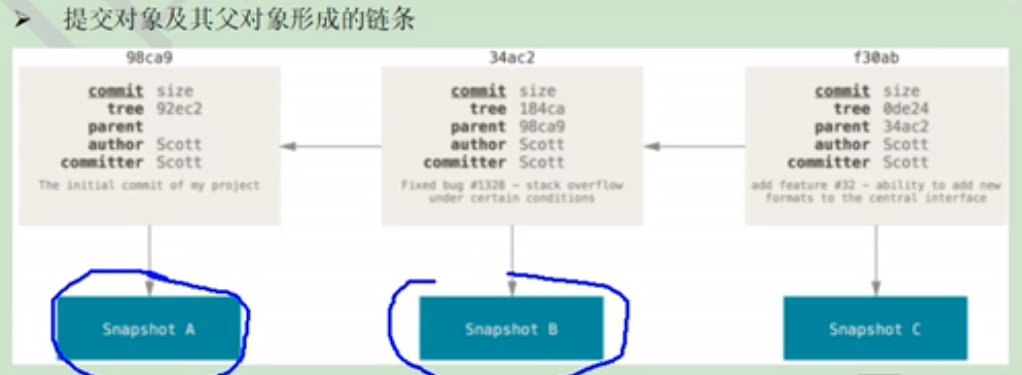 ➤ 提交对象及其父对象形成的链条
98ca9
commit size
tree 92ec2
parent
author Scott
committer Scott
The initial commit of my project
34ac2
commit size
tree 184ca
parent 98ca9
author Scott
committer Scott
Fixed bug #1328 - stack overflow
under certain conditions
f30ab
commit size
tree 0de24
parent 34ac2
author Scott
committer Scott
add feature #32 - ability to add new
formats to the central interface
Snapshot A
Snapshot B
Snapshot C